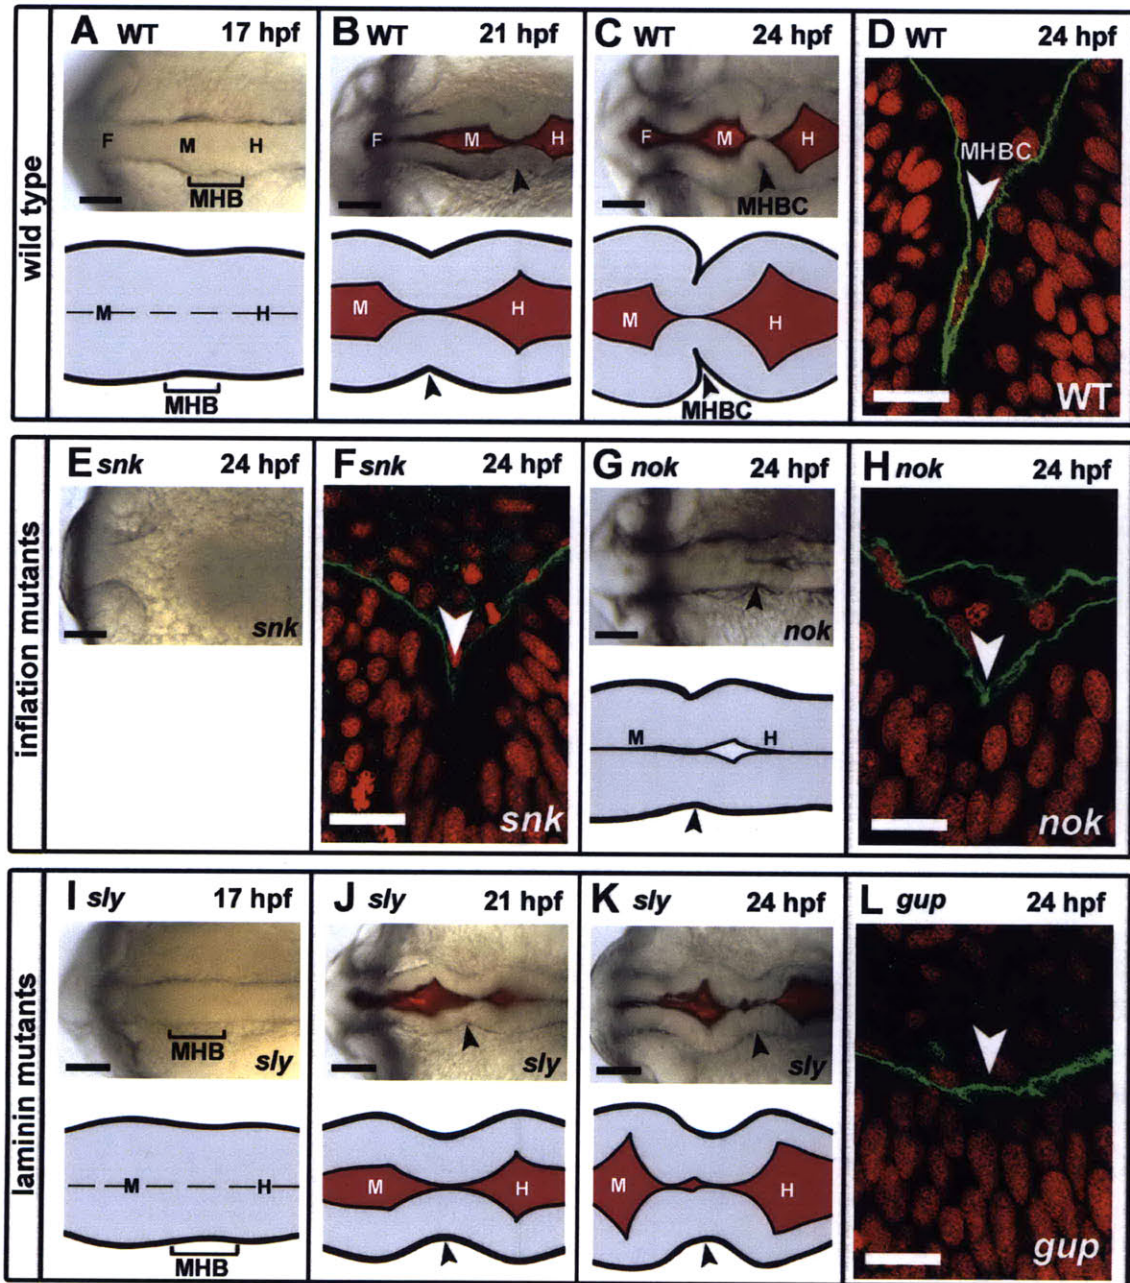 wild type
A WT 17 hpf
F M H
MHB
M H
MHB
B WT 21 hpf
F M H
M H
C WT 24 hpf
F M H
MHBC
M H
MHBC
D WT 24 hpf
MHBC
WT
inflation mutants
E snk 24 hpf
snk
F snk 24 hpf
snk
G nok 24 hpf
nok
M H
H nok 24 hpf
nok
laminin mutants
I sly 17 hpf
MHB
sly
M H
MHB
J sly 21 hpf
sly
M H
K sly 24 hpf
sly
M H
L gup 24 hpf
gup